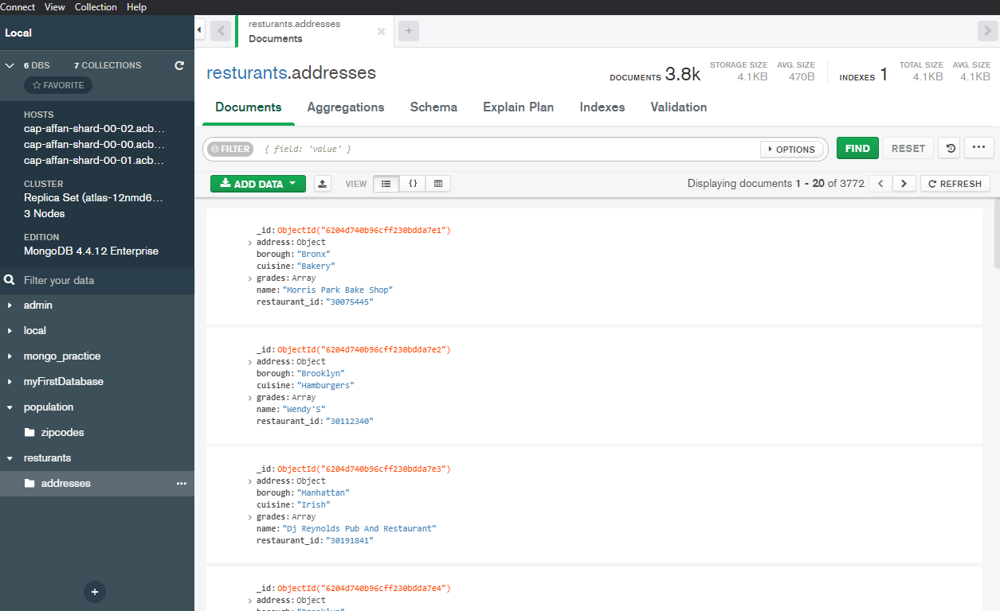 Connect View Collection Help
Local
6 DBS 7 COLLECTIONS
FAVORITE
HOSTS
cap-affan-shard-00-02.acb...
cap-affan-shard-00-00.acb...
cap-affan-shard-00-01.acb...
CLUSTER
Replica Set (atlas-12nmd6...
3 Nodes
EDITION
MongoDB 4.4.12 Enterprise
Filter your data
admin
local
mongo_practice
myFirstDatabase
population
zipcodes
resturants
addresses
resturants.addresses
Documents
resturants.addresses
DOCUMENTS 3.8k
STORAGE SIZE
4.1KB
AVG. SIZE
470B
INDEXES 1
TOTAL SIZE
4.1KB
AVG. SIZE
4.1KB
Documents Aggregations Schema Explain Plan Indexes Validation
FILTER { field: 'value' } OPTIONS FIND RESET
ADD DATA VIEW {} Displaying documents 1 - 20 of 3772 REFRESH
_id: ObjectId("6204d740b96cff230bdda7e1")
address: Object
borough: "Bronx"
cuisine: "Bakery"
grades: Array
name: "Morris Park Bake Shop"
restaurant_id: "30075445"
_id: ObjectId("6204d740b96cff230bdda7e2")
address: Object
borough: "Brooklyn"
cuisine: "Hamburgers"
grades: Array
name: "Wendy'S"
restaurant_id: "30112340"
_id: ObjectId("6204d740b96cff230bdda7e3")
address: Object
borough: "Manhattan"
cuisine: "Irish"
grades: Array
name: "Dj Reynolds Pub And Restaurant"
restaurant_id: "30191841"
_id: ObjectId("6204d740b96cff230bdda7e4")
address: Object
borough: "Brooklyn"